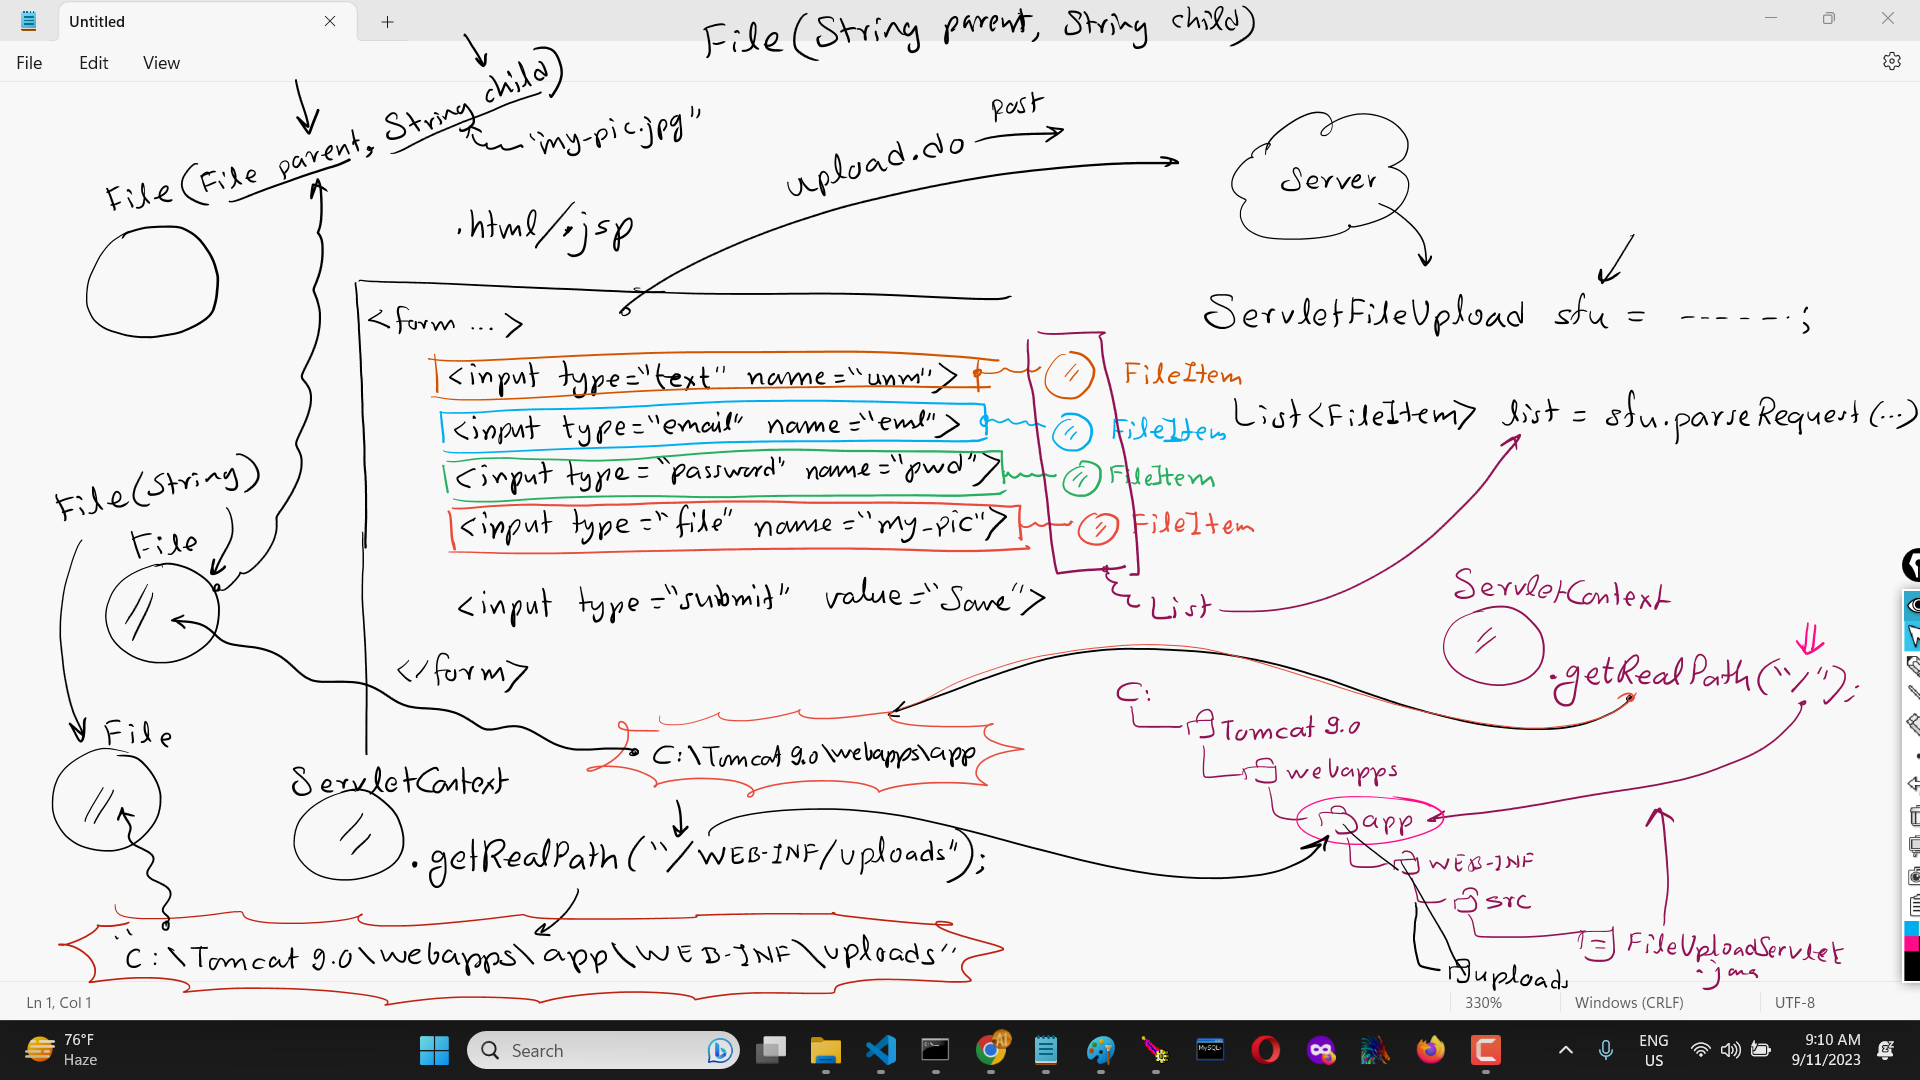 Untitled
File Edit View
File(String parent, String child)
File(File parent, String child)
"my-pic.jpg"
post
upload.do
Server
.html/.jsp
<form ...>
ServletFileUpload sfu = ------;
<input type="text" name="unm"> FileItem
List<FileItem> list = sfu.parseRequest(...)
<input type="email" name="eml"> FileItem
<input type="password" name="pwd"> FileItem
<input type="file" name="my-pic"> FileItem
File(String)
File
<input type="submit" value="Save">
List
ServletContext
.getRealPath("/");
</form>
C:
Tomcat 9.0
webapps
app
WEB-INF
src
FileUploadServlet
.java
uploads
File
C:\Tomcat 9.0\webapps\app
ServletContext
.getRealPath("/WEB-INF/uploads");
"C:\Tomcat 9.0\webapps\app\WEB-INF\uploads"
Ln 1, Col 1 330% Windows (CRLF) UTF-8
76°F
Haze
Search
AI
MySQL
ENG
US
9:10 AM
9/11/2023